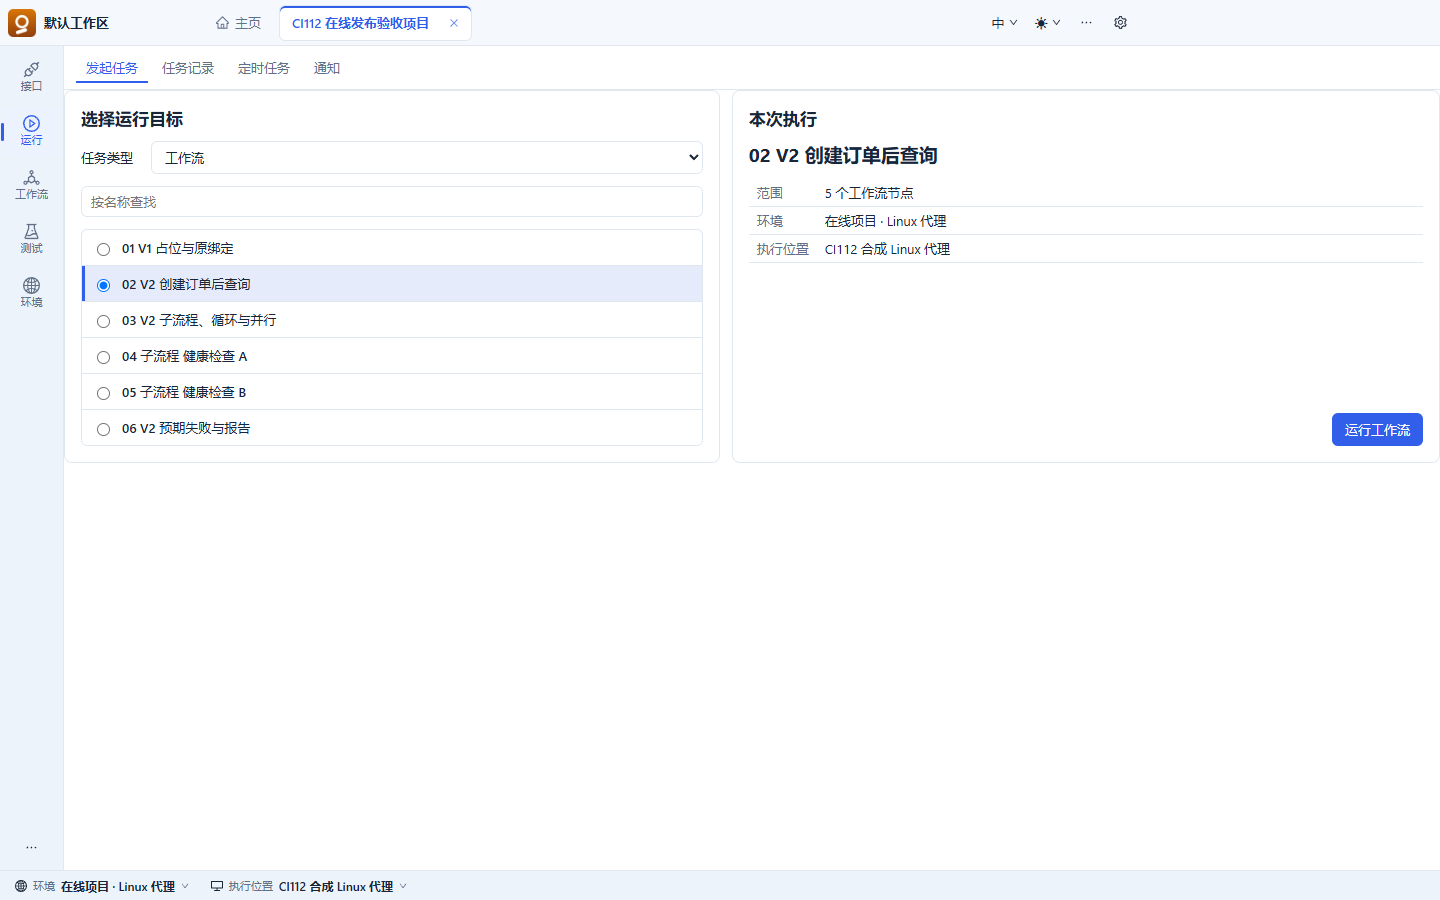 默认工作区
主页
CI112 在线发布验收项目
中
接口
运行
工作流
测试
环境
发起任务 任务记录 定时任务 通知
选择运行目标
任务类型 工作流
按名称查找
01 V1 占位与原绑定
02 V2 创建订单后查询
03 V2 子流程、循环与并行
04 子流程 健康检查 A
05 子流程 健康检查 B
06 V2 预期失败与报告
本次执行
02 V2 创建订单后查询
范围 5 个工作流节点
环境 在线项目 · Linux 代理
执行位置 CI112 合成 Linux 代理
运行工作流
环境 在线项目 · Linux 代理 执行位置 CI112 合成 Linux 代理